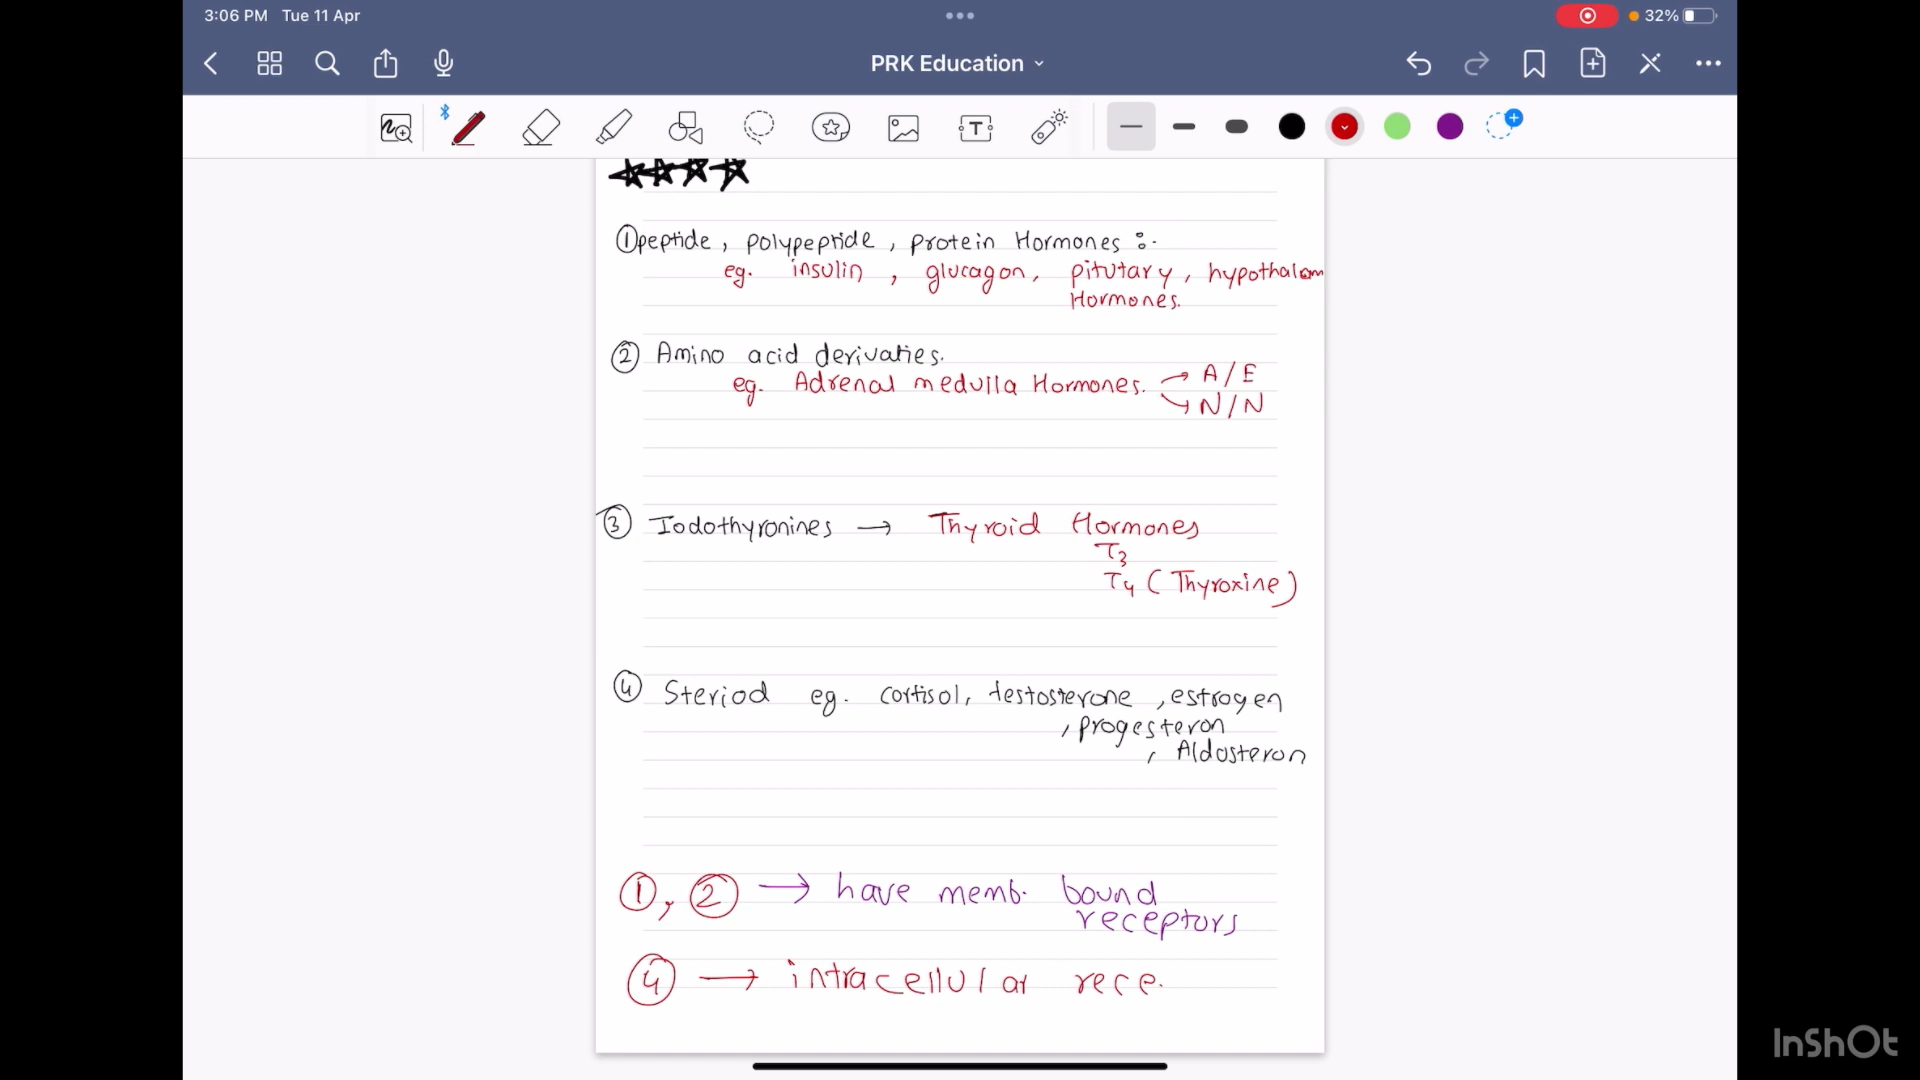 3:06 PM Tue 11 Apr
32%
PRK Education
T
① peptide, polypeptide, protein Hormones :-
eg. insulin, glucagon, pitutary, hypothalam
Hormones.
② Amino acid derivaties.
eg. Adrenal medulla Hormones. → A/E
→ N/N
③ Iodothyronines → Thyroid Hormones
T3
T4 (Thyroxine)
④ Steriod eg. cortisol, testosterone, estrogen
, progesteron
, Aldosteron
①, ② → have memb. bound
receptors
④ → intracellular rece.
InShOt